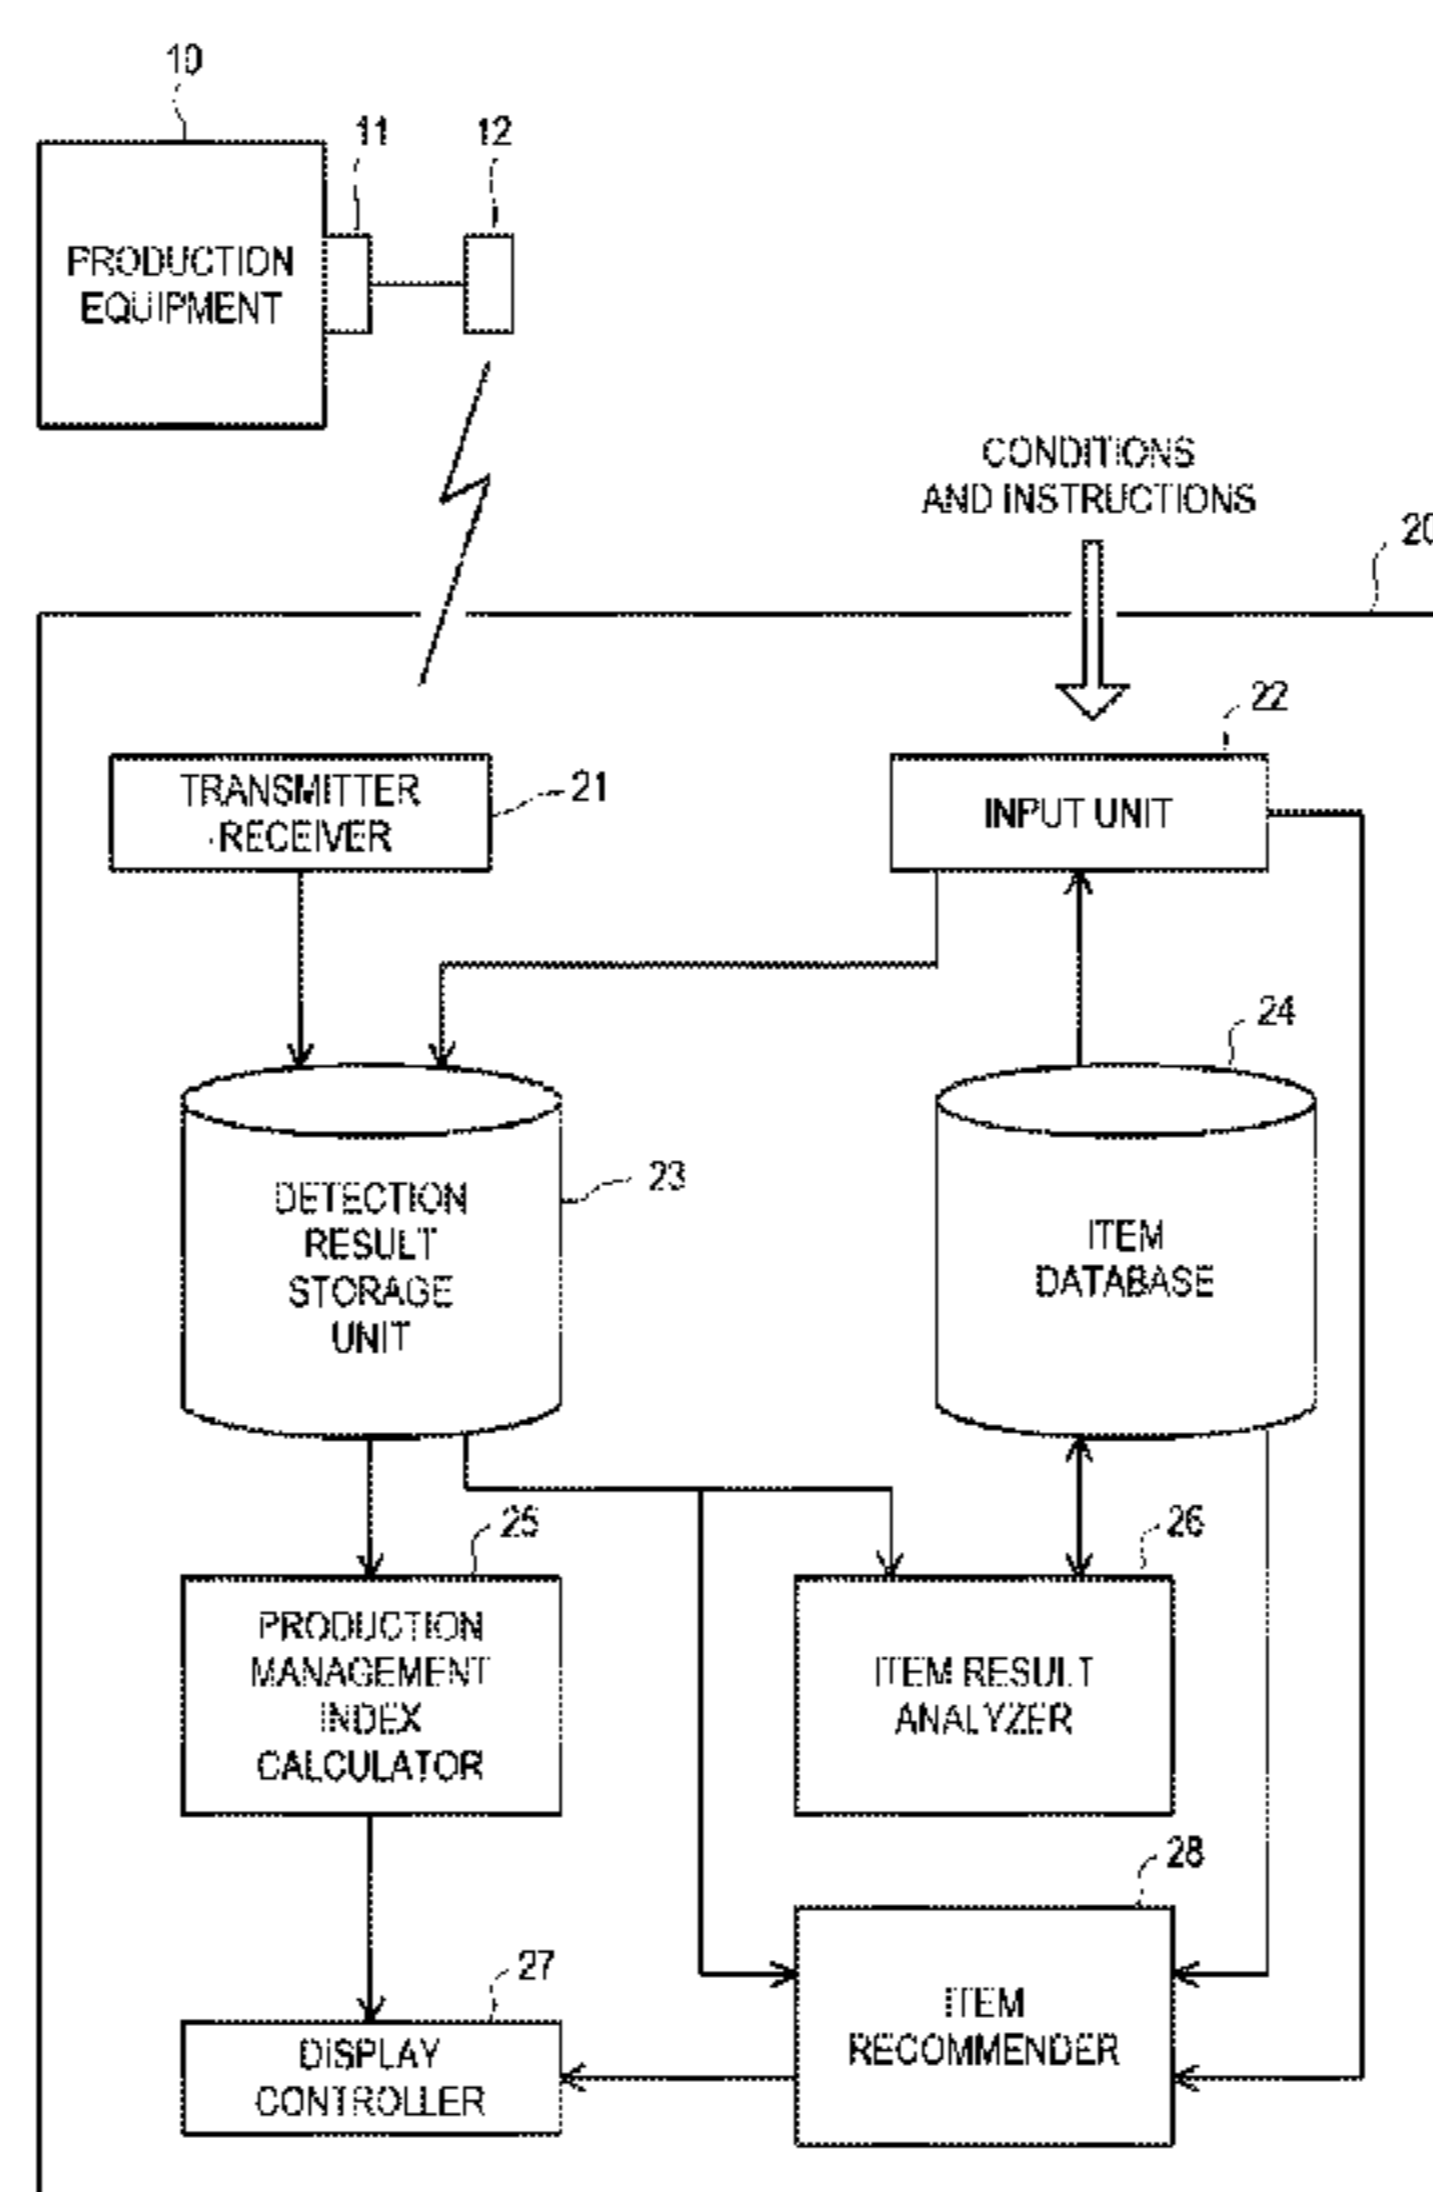 10
11
12
PRODUCTION
EQUIPMENT
CONDITIONS
AND INSTRUCTIONS
20
22
TRANSMITTER
-RECEIVER
21
INPUT UNIT
24
23
DETECTION
RESULT
STORAGE
UNIT
ITEM
DATABASE
25
26
PRODUCTION
MANAGEMENT
INDEX
CALCULATOR
ITEM RESULT
ANALYZER
28
27
ITEM
RECOMMENDER
DISPLAY
CONTROLLER